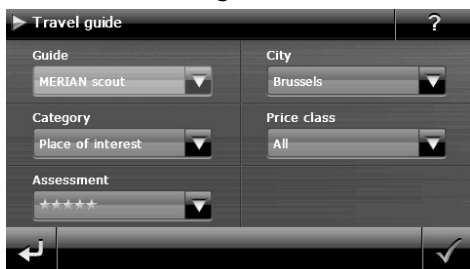 Travel guide ?
Guide City
MERIAN scout Brussels
Category Price class
Place of interest All
Assessment
★★★★★